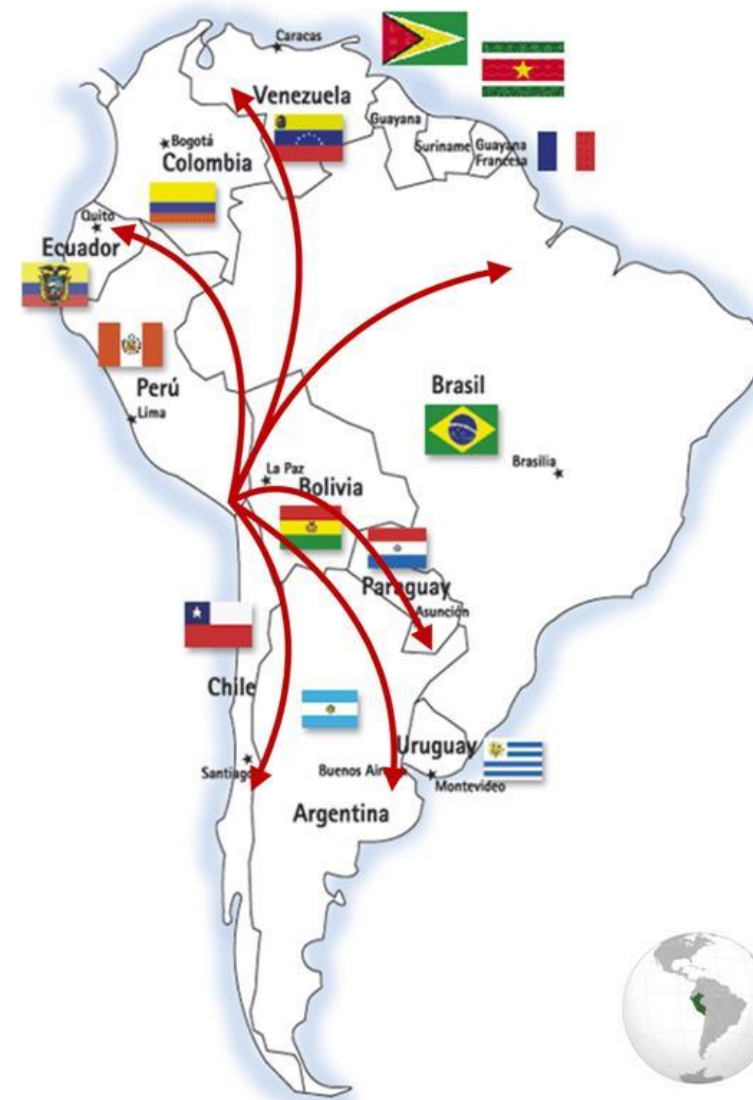 Caracas
Venezuela
a
Guayana
Suriname
Guayana
Francesa
Bogotá
Colombia
Quito
Ecuador
Perú
Lima
Brasil
Brasilia
La Paz
Bolivia
Paraguay
Asunción
Chile
Uruguay
Santiago
Buenos Aires
Montevideo
Argentina